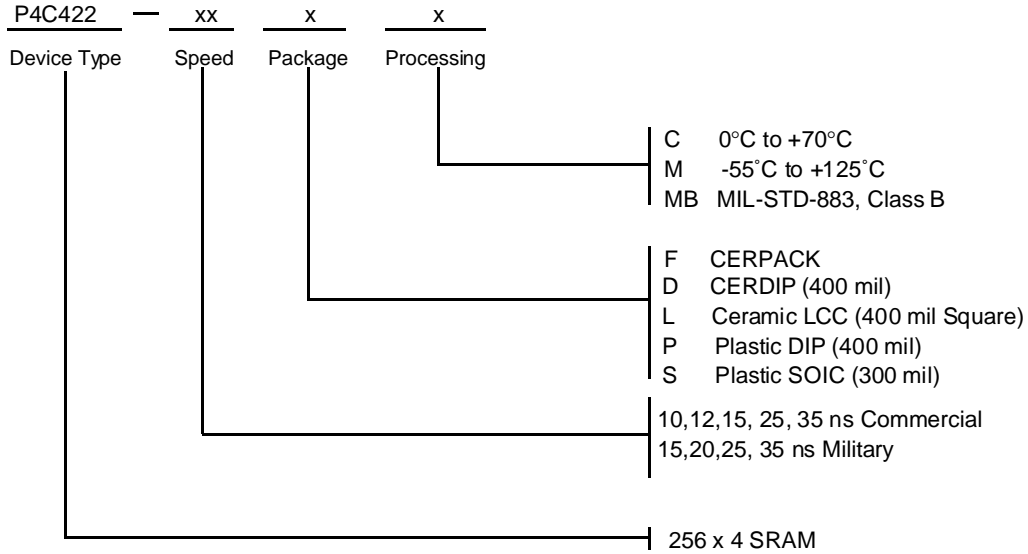 P4C422 — xx x x
Device Type Speed Package Processing
C 0°C to +70°C
M -55˚C to +125˚C
MB MIL-STD-883, Class B
F CERPACK
D CERDIP (400 mil)
L Ceramic LCC (400 mil Square)
P Plastic DIP (400 mil)
S Plastic SOIC (300 mil)
10,12,15, 25, 35 ns Commercial
15,20,25, 35 ns Military
256 x 4 SRAM